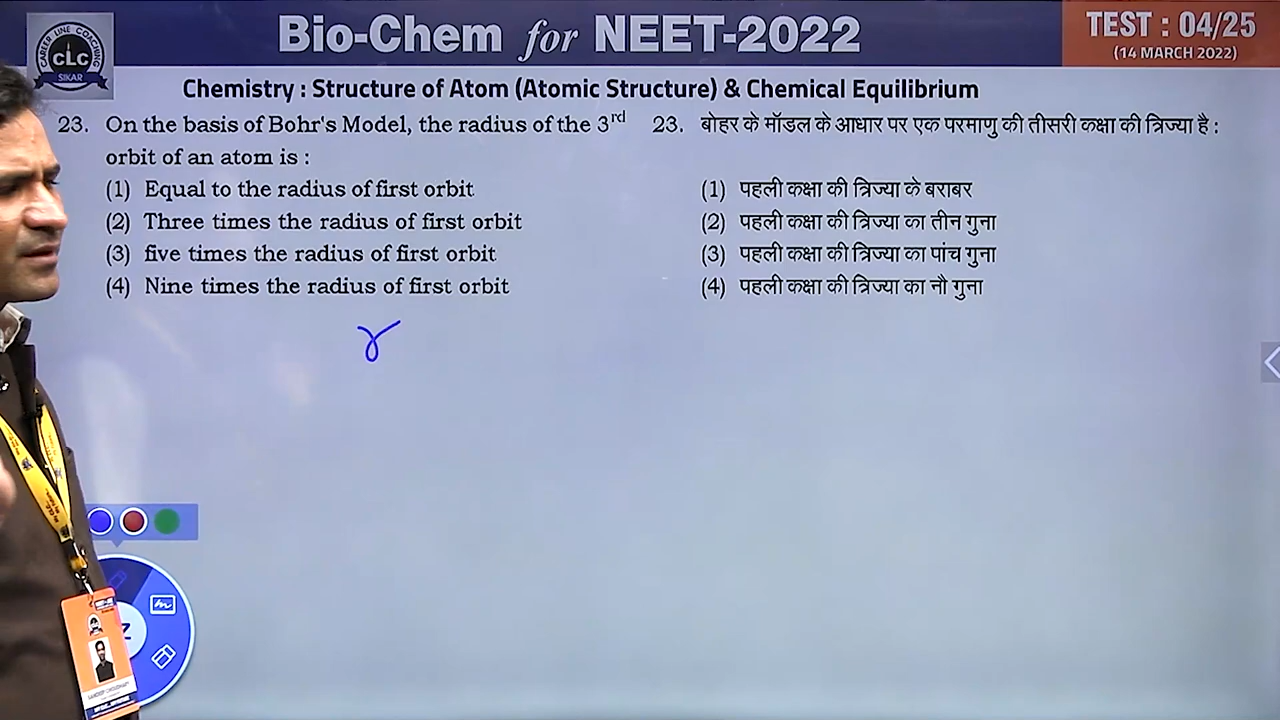 CAREER LINE COACHING
CLC
SIKAR
Bio-Chem for NEET-2022
TEST : 04/25
(14 MARCH 2022)
Chemistry : Structure of Atom (Atomic Structure) & Chemical Equilibrium
23. On the basis of Bohr's Model, the radius of the 3rd
orbit of an atom is :
(1) Equal to the radius of first orbit
(2) Three times the radius of first orbit
(3) five times the radius of first orbit
(4) Nine times the radius of first orbit
23. बोहर के मॉडल के आधार पर एक परमाणु की तीसरी कक्षा की त्रिज्या है :
(1) पहली कक्षा की त्रिज्या के बराबर
(2) पहली कक्षा की त्रिज्या का तीन गुना
(3) पहली कक्षा की त्रिज्या का पांच गुना
(4) पहली कक्षा की त्रिज्या का नौ गुना
r